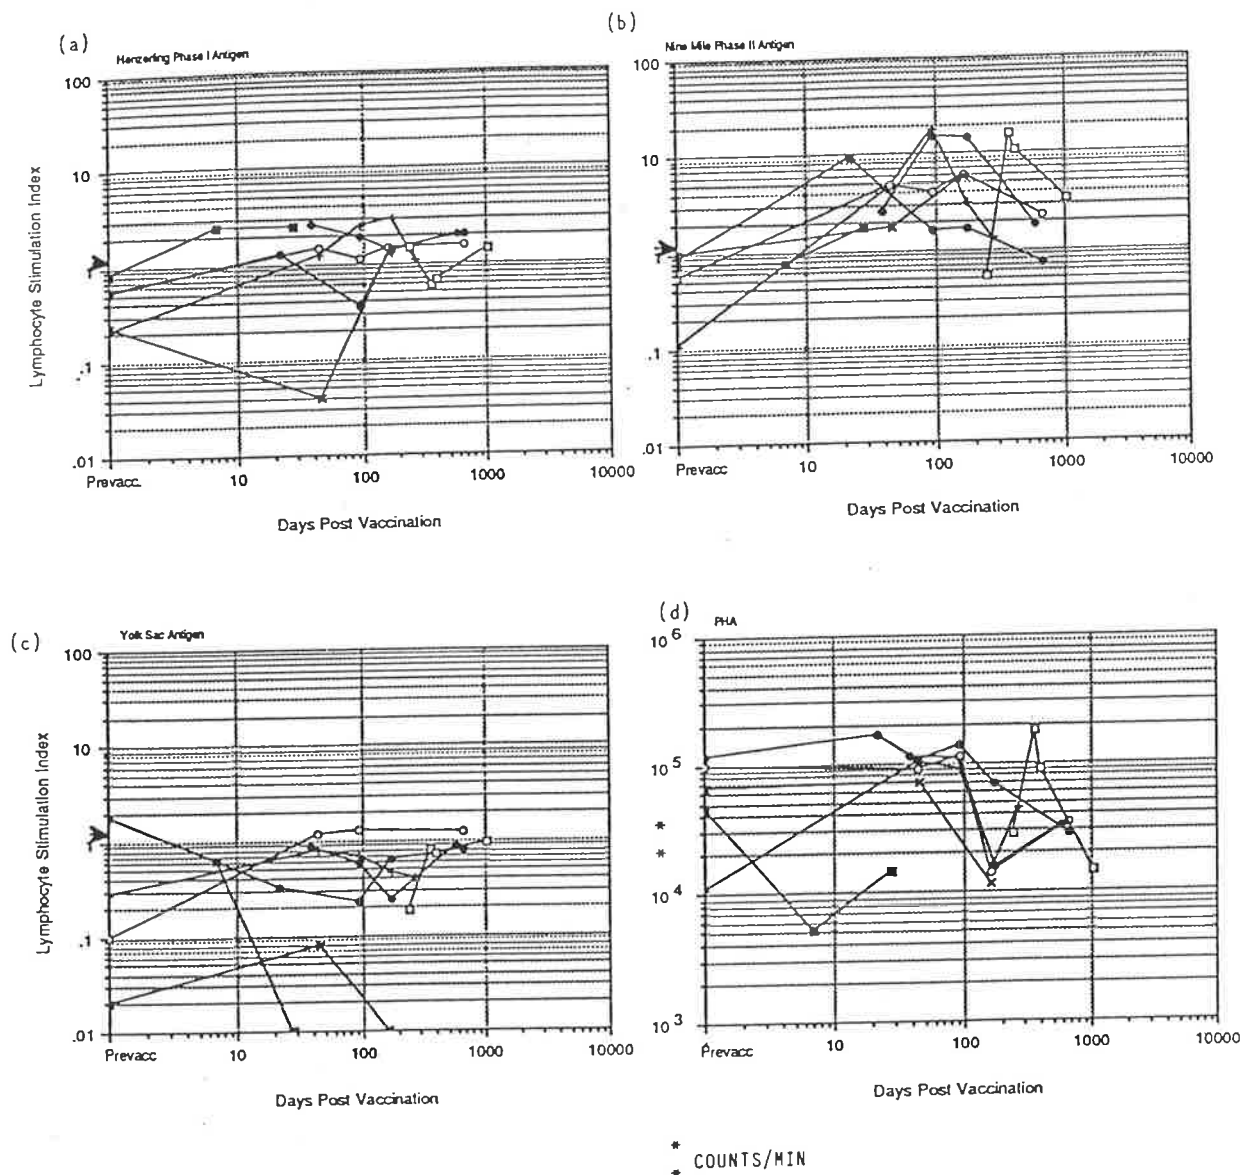 (a)
Henzerling Phase I Antigen
Lymphocyte Stimulation Index
100
10
1
.1
.01
Prevacc.
10
100
1000
10000
Days Post Vaccination
(b)
Nine Mile Phase II Antigen
100
10
1
.1
.01
Prevacc.
10
100
1000
10000
Days Post Vaccination
(c)
Yolk Sac Antigen
Lymphocyte Stimulation Index
100
10
1
.1
.01
Prevacc
10
100
1000
10000
Days Post Vaccination
(d)
PHA
10 6
10 5
10 4
10 3
*
*
Prevacc
10
100
1000
10000
Days Post Vaccination
*
* COUNTS/MIN